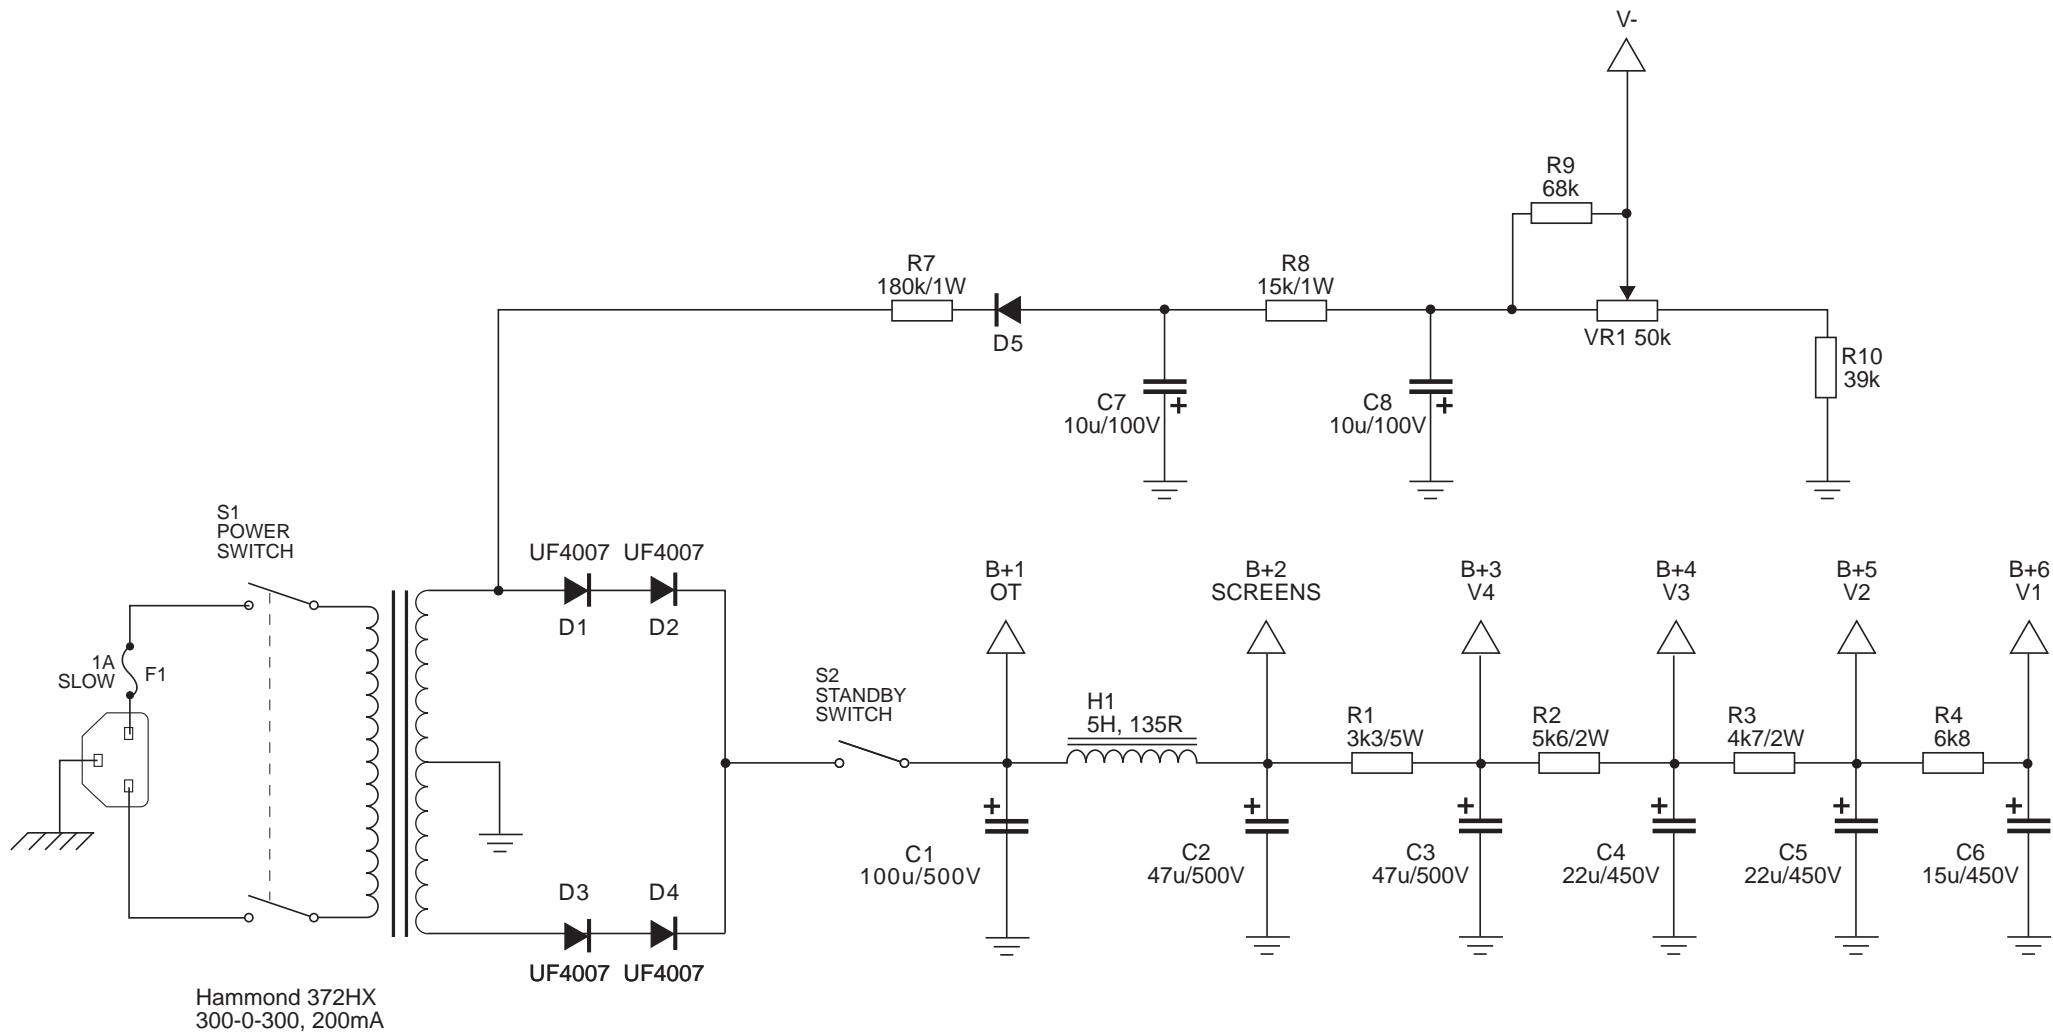 V-
R9
68k
R7
180k/1W
R8
15k/1W
D5
VR1 50k
R10
39k
C7
10u/100V
C8
10u/100V
S1
POWER
SWITCH
UF4007 UF4007
D1 D2
B+1
OT
B+2
SCREENS
B+3
V4
B+4
V3
B+5
V2
B+6
V1
1A
SLOW
F1
S2
STANDBY
SWITCH
H1
5H, 135R
R1
3k3/5W
R2
5k6/2W
R3
4k7/2W
R4
6k8
C1
100u/500V
C2
47u/500V
C3
47u/500V
C4
22u/450V
C5
22u/450V
C6
15u/450V
D3 D4
UF4007 UF4007
Hammond 372HX
300-0-300, 200mA